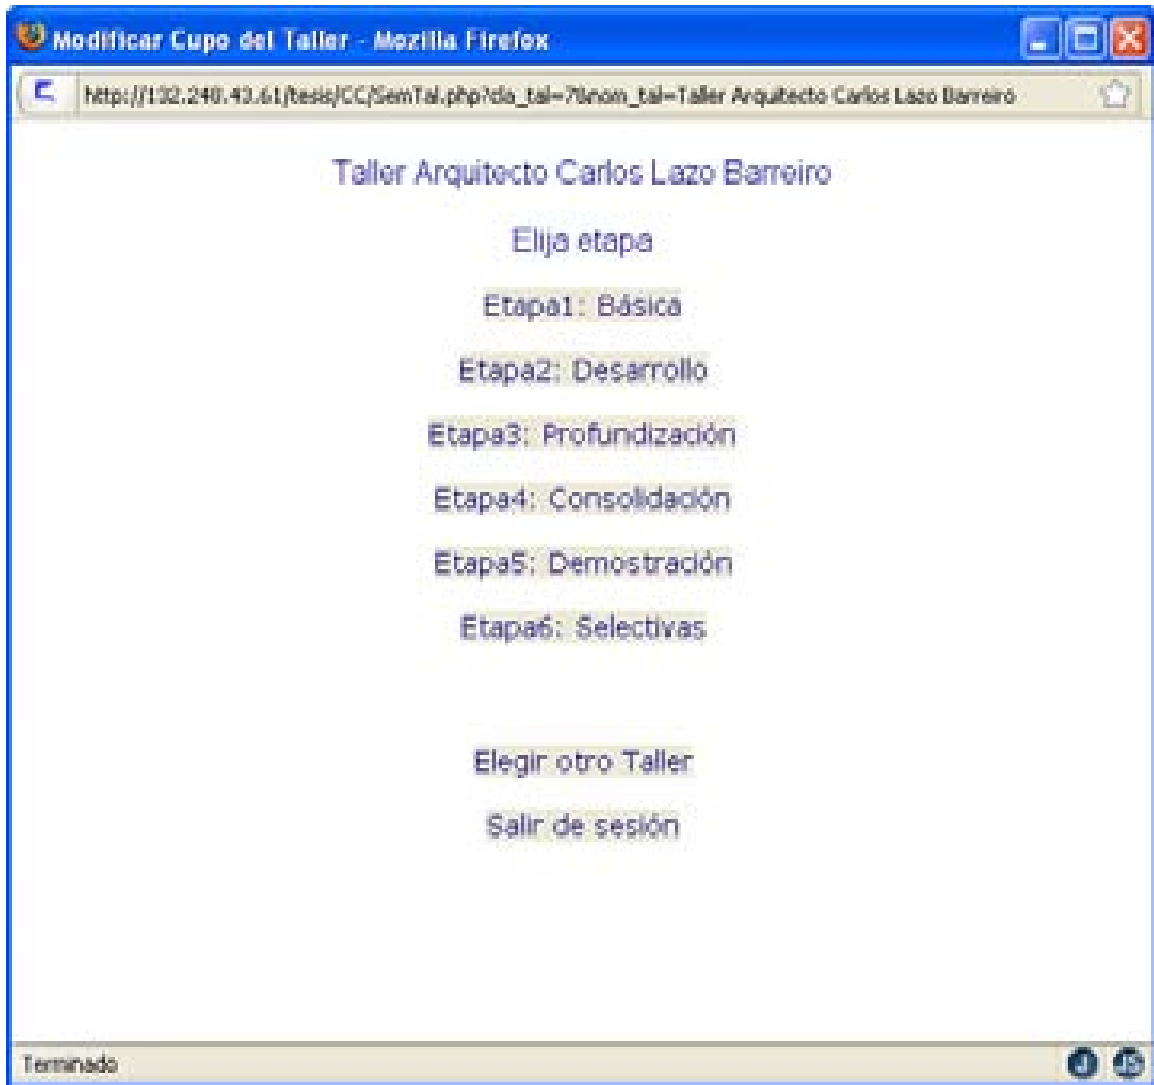 Modificar Cupo del Taller - Mozilla Firefox
http://132.248.43.61/tesis/CC/SemTal.php?cla_tal=7&nom_tal=Taller Arquitecto Carlos Lazo Barreiro
Taller Arquitecto Carlos Lazo Barreiro
Elija etapa
Etapa1: Básica
Etapa2: Desarrollo
Etapa3: Profundización
Etapa4: Consolidación
Etapa5: Demostración
Etapa6: Selectivas
Elegir otro Taller
Salir de sesión
Terminado